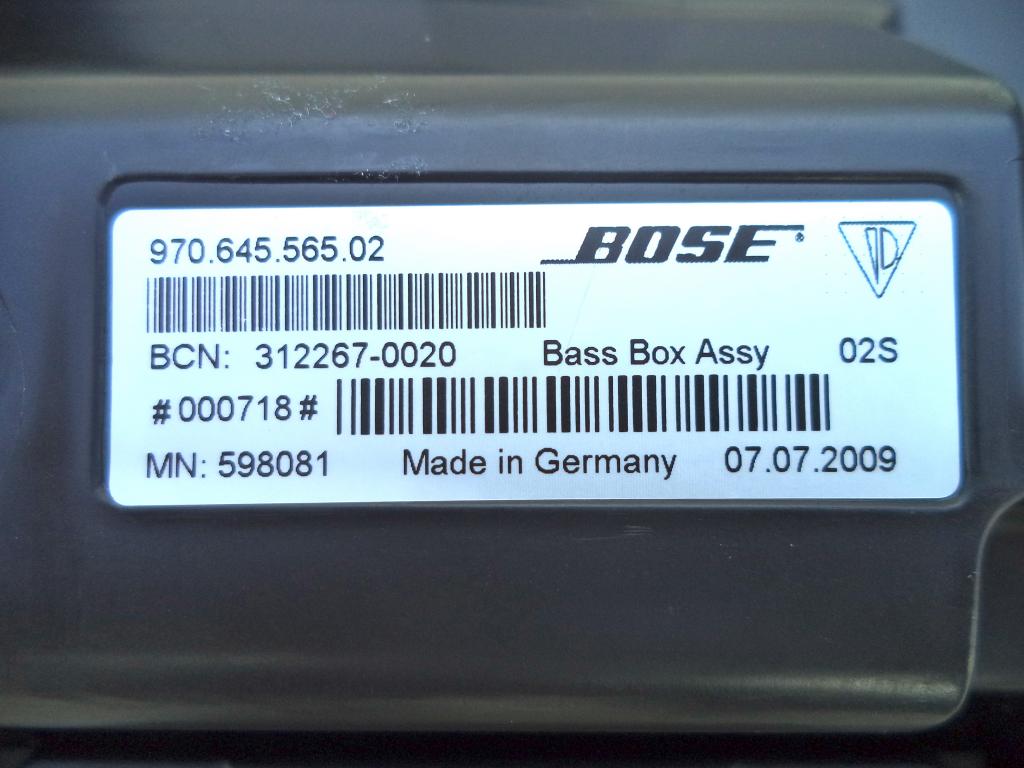 970.645.565.02 BOSE®
BCN: 312267-0020 Bass Box Assy 02S
#000718#
MN: 598081 Made in Germany 07.07.2009